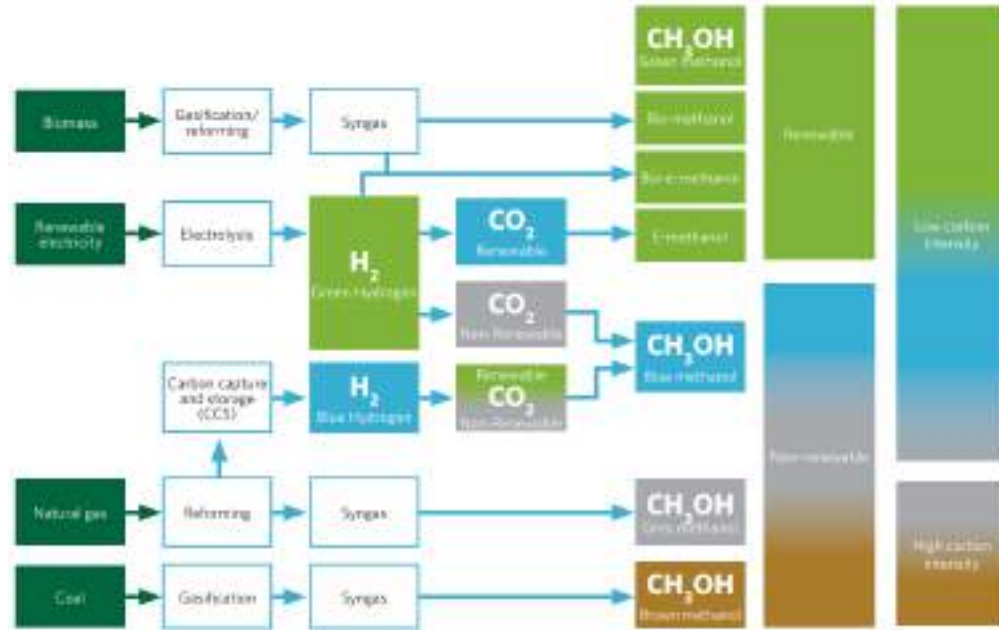 CH3OH
Green methanol
Biomass
Gasification/
reforming
Syngas
Bio-methanol
Renewable
Bio-e-methanol
Renewable
electricity
Electrolysis
H2
Green Hydrogen
CO2
Renewable
E-methanol
Low carbon
intensity
CO2
Non-Renewable
CH3OH
Blue methanol
Carbon capture
and storage
(CCS)
H2
Blue Hydrogen
Renewable
CO2
Non-Renewable
Non-renewable
Natural gas
Reforming
Syngas
CH3OH
Grey methanol
High carbon
intensity
Coal
Gasification
Syngas
CH3OH
Brown methanol